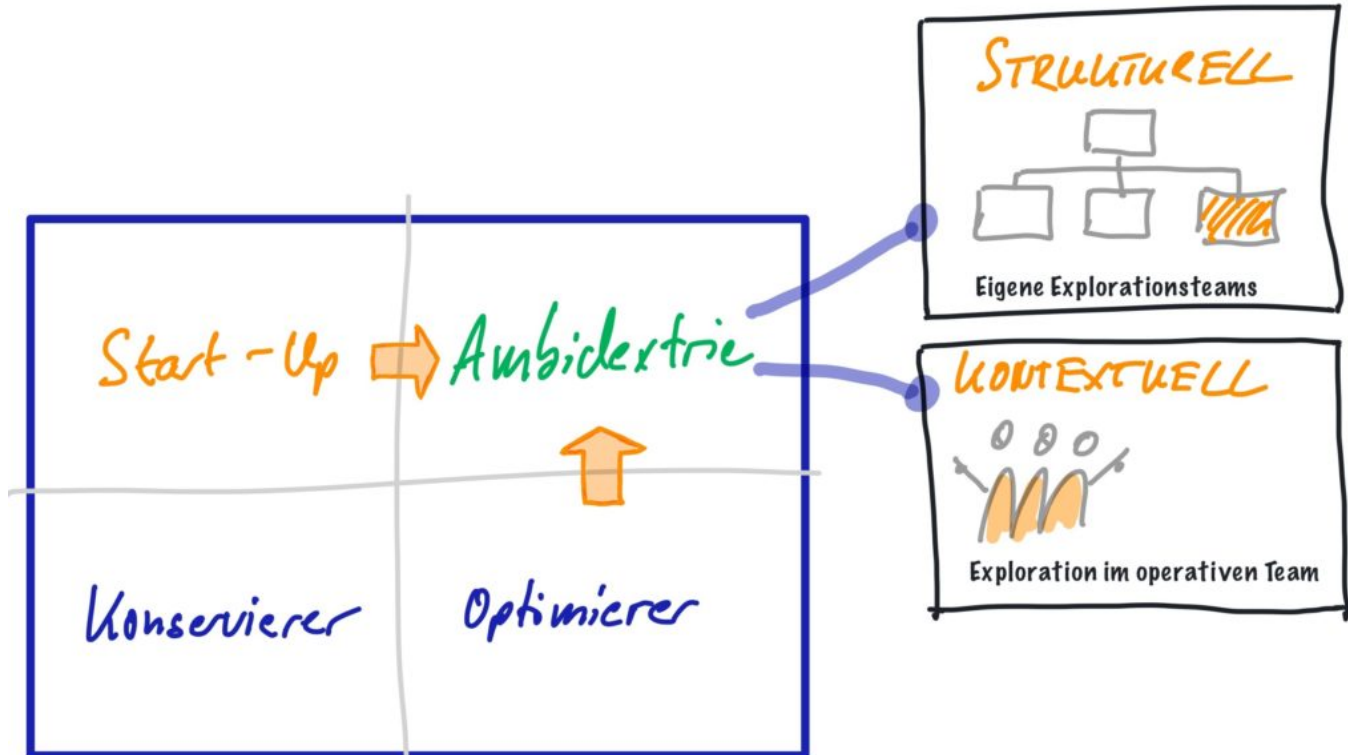 STRUKTURELL
Eigene Explorationsteams
Start-Up
Ambidextrie
KONTEXTUELL
Exploration im operativen Team
Konservierer
Optimierer